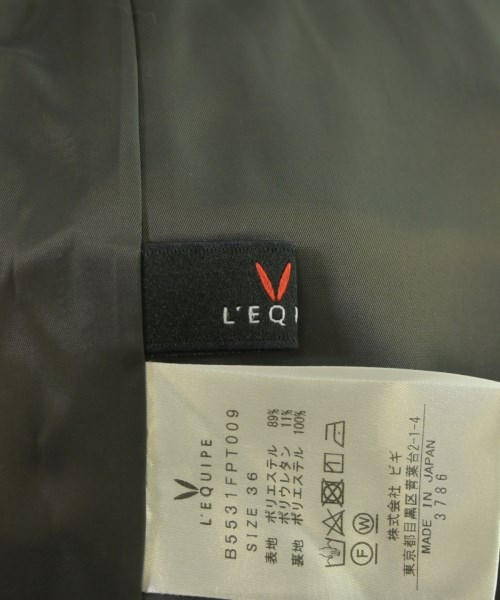 L'EQ
L'EQUIPE
B5531FPT009
SIZE 36
表地 ポリエステル 89%
ポリウレタン 11%
裏地 ポリエステル 100%
F W
株式会社 ビギ
東京都目黒区青葉台2-1-4
MADE IN JAPAN
3786